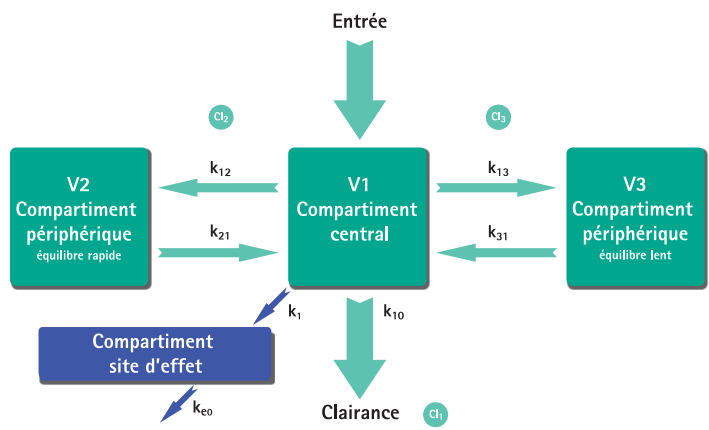 Entrée
Cl₂
Cl₃
k₁₂
k₁₃
V2
Compartiment
périphérique
équilibre rapide
V1
Compartiment
central
V3
Compartiment
périphérique
équilibre lent
k₂₁
k₃₁
k₁
k₁₀
Compartiment
site d'effet
kₑ₀
Clairance
Cl₁